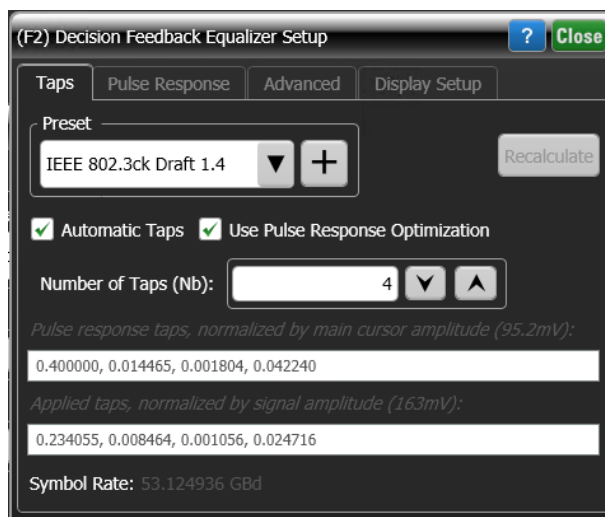 (F2) Decision Feedback Equalizer Setup ? Close
Taps Pulse Response Advanced Display Setup
Preset
IEEE 802.3ck Draft 1.4
Recalculate
Automatic Taps Use Pulse Response Optimization
Number of Taps (Nb): 4
Pulse response taps, normalized by main cursor amplitude (95.2mV):
0.400000, 0.014465, 0.001804, 0.042240
Applied taps, normalized by signal amplitude (163mV):
0.234055, 0.008464, 0.001056, 0.024716
Symbol Rate: 53.124936 GBd